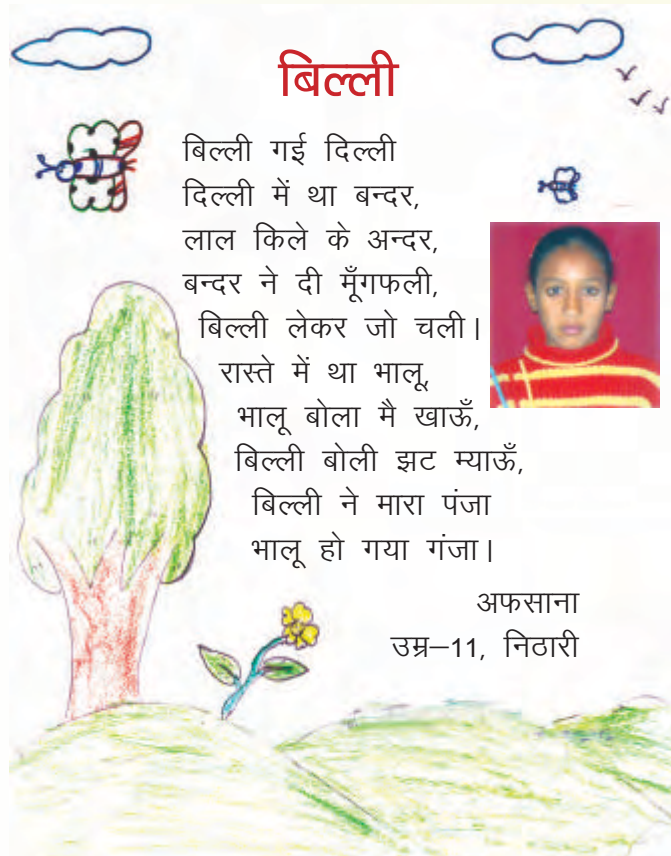 बिल्ली
बिल्ली गई दिल्ली
दिल्ली में था बन्दर,
लाल किले के अन्दर,
बन्दर ने दी मूँगफली,
बिल्ली लेकर जो चली।
रास्ते में था भालू,
भालू बोला मै खाऊँ,
बिल्ली बोली झट म्याऊँ,
बिल्ली ने मारा पंजा
भालू हो गया गंजा।
अफसाना
उम्र–11, निठारी